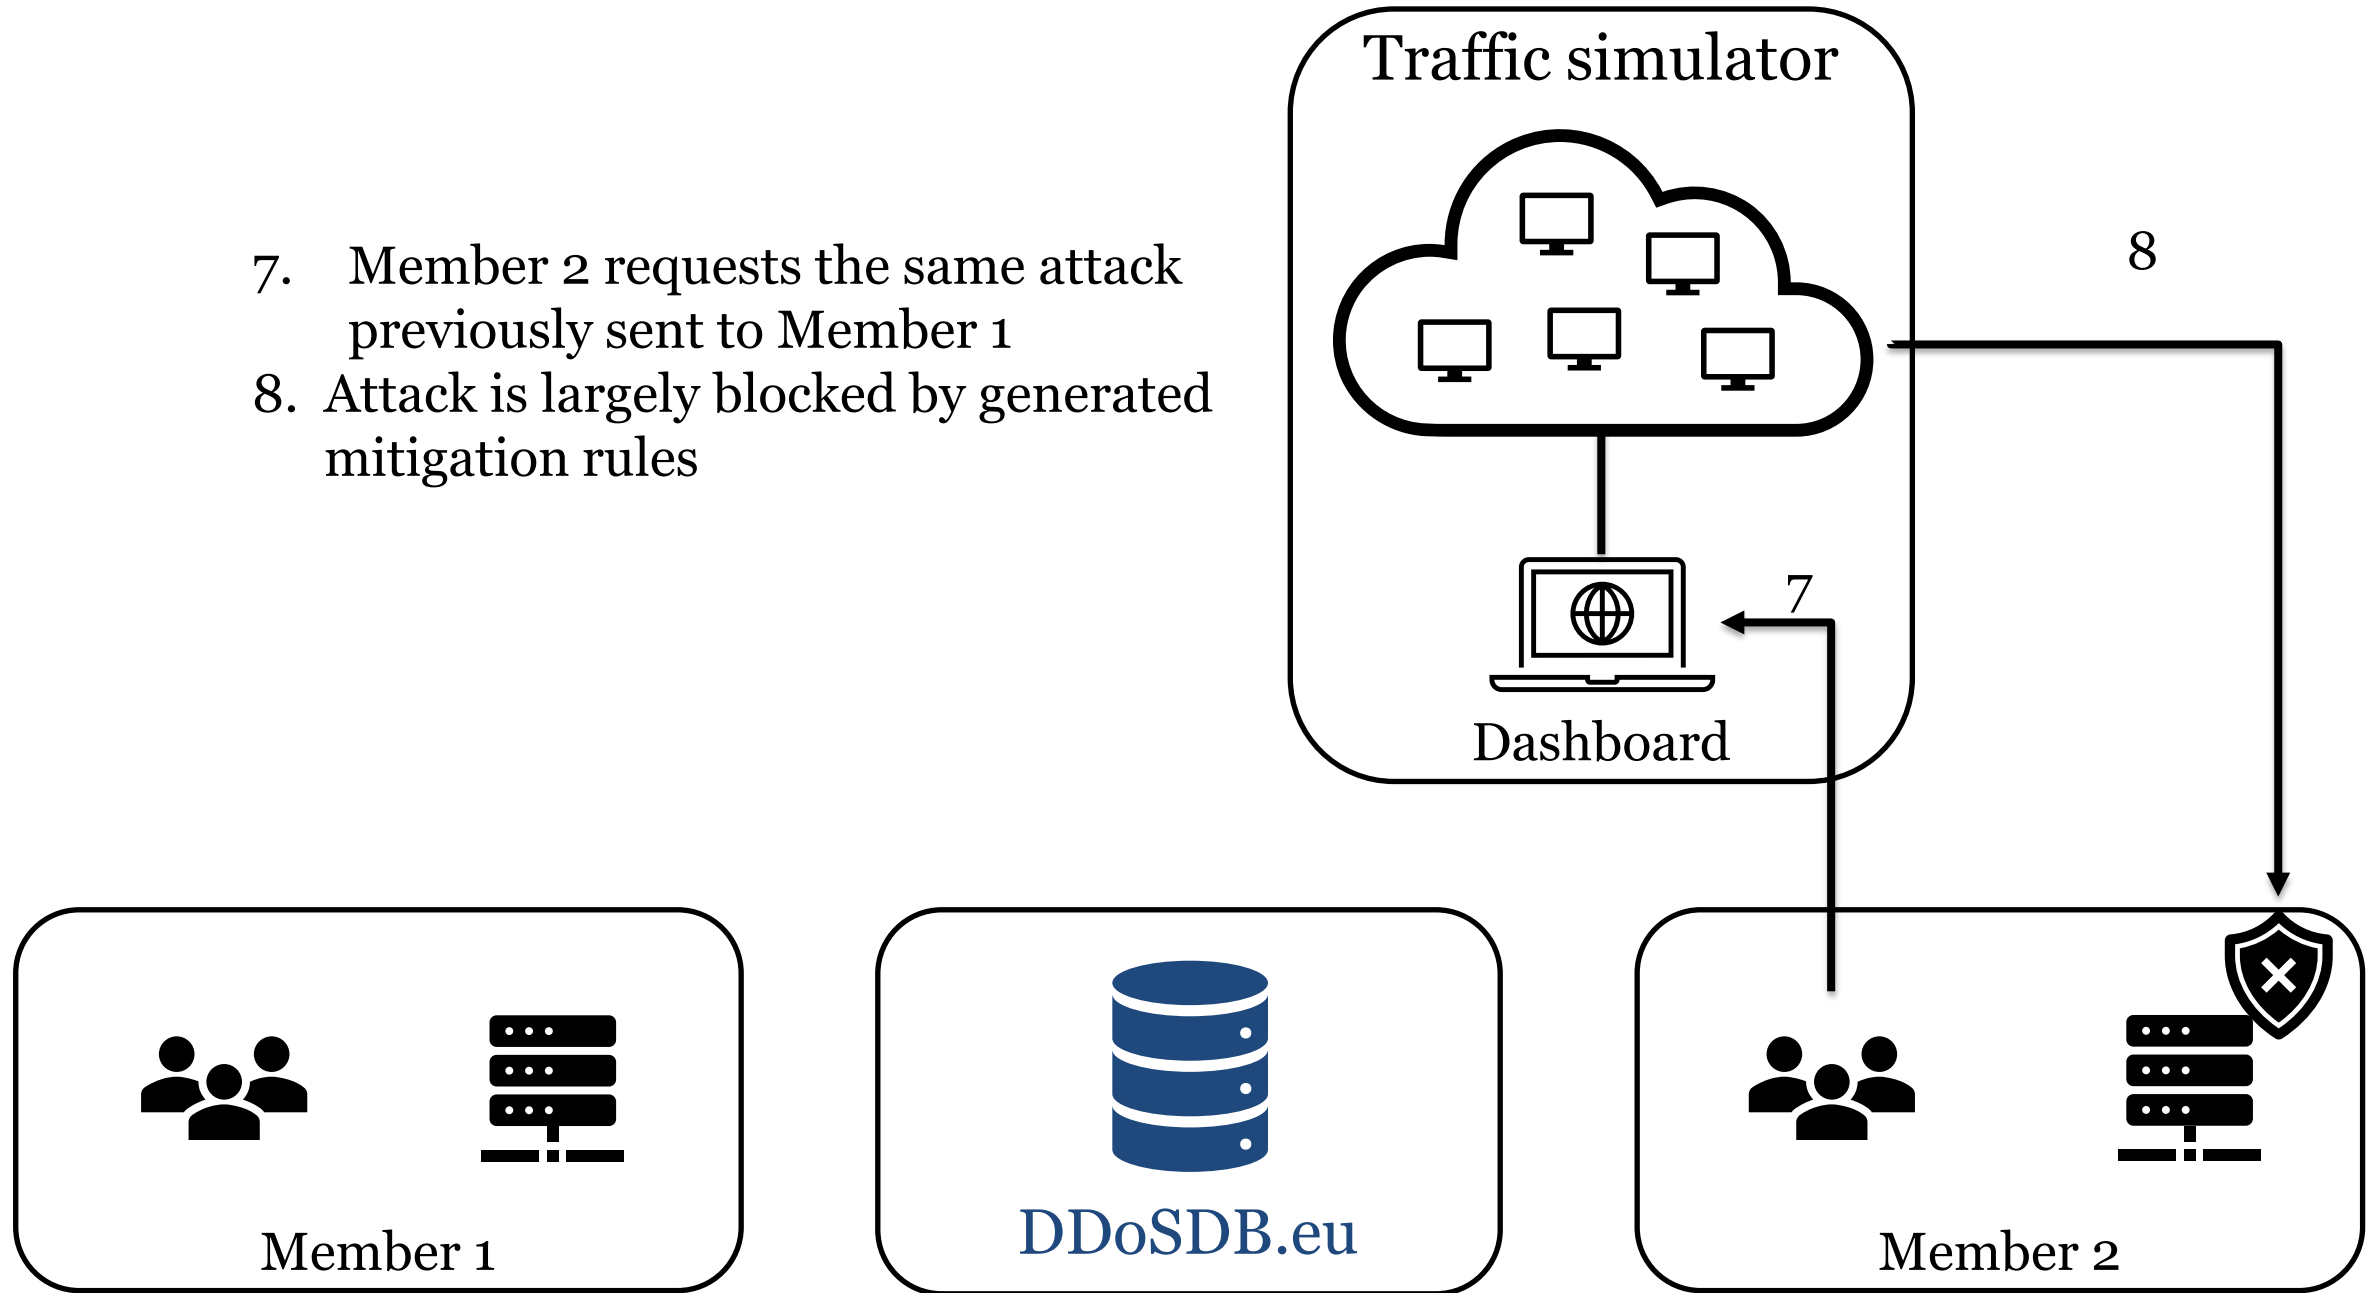 Traffic simulator
7. Member 2 requests the same attack
previously sent to Member 1
8. Attack is largely blocked by generated
mitigation rules
8
7
Dashboard
Member 1
DDoSDB.eu
Member 2